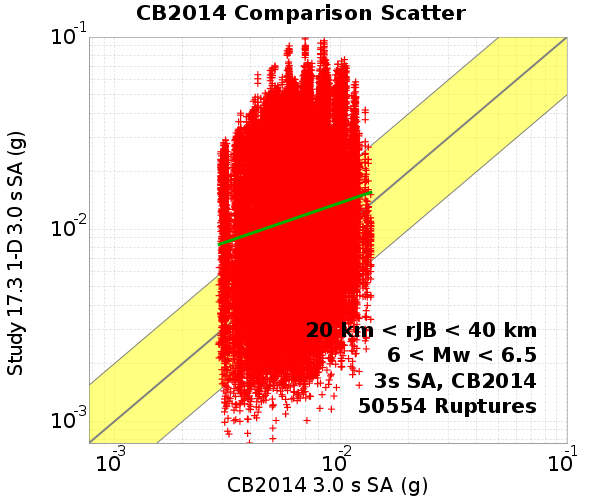 CB2014 Comparison Scatter
10-1
10-2
10-3
Study 17.3 1-D 3.0 s SA (g)
20 km < rJB < 40 km
6 < Mw < 6.5
3s SA, CB2014
50554 Ruptures
10-3 10-2 10-1
CB2014 3.0 s SA (g)